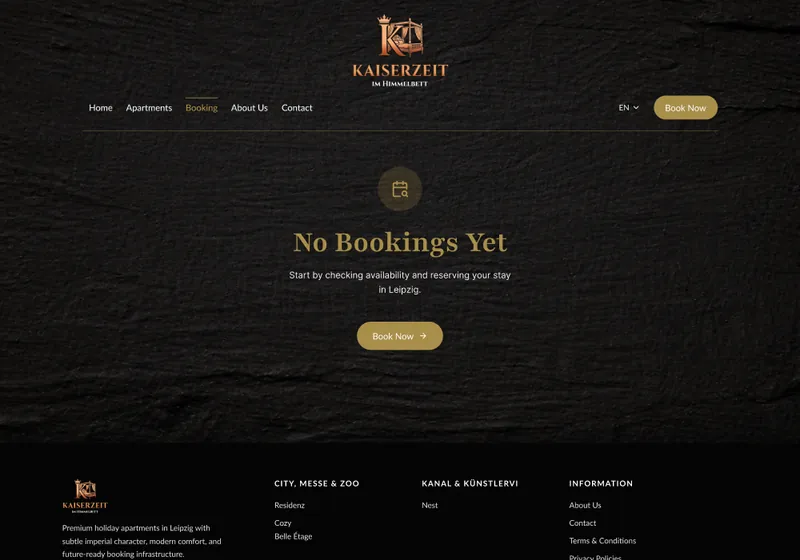 KAISERZEIT
IM HIMMELBETT
Home Apartments Booking About Us Contact EN Book Now
No Bookings Yet
Start by checking availability and reserving your stay
in Leipzig.
Book Now
KAISERZEIT
IM HIMMELBETT
Premium holiday apartments in Leipzig with
subtle imperial character, modern comfort, and
future-ready booking infrastructure.
CITY, MESSE & ZOO
Residenz
Cozy
Belle Étage
KANAL & KÜNSTLERVI
Nest
INFORMATION
About Us
Contact
Terms & Conditions
Privacy Policies